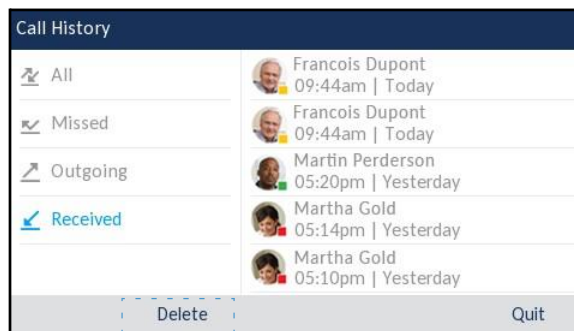 Call History
All
Missed
Outgoing
Received
Francois Dupont
09:44am | Today
Francois Dupont
09:44am | Today
Martin Perderson
05:20pm | Yesterday
Martha Gold
05:14pm | Yesterday
Martha Gold
05:10pm | Yesterday
Delete
Quit